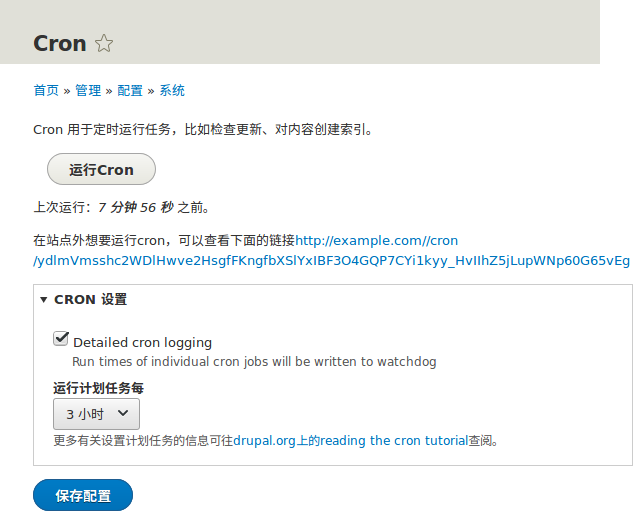 Cron
首页 » 管理 » 配置 » 系统
Cron 用于定时运行任务，比如检查更新、对内容创建索引。
运行Cron
上次运行：7 分钟 56 秒 之前。
在站点外想要运行cron，可以查看下面的链接http://example.com//cron
/ydlmVmsshc2WDlHwve2HsgfFKngfbXSlYxIBF3O4GQP7CYi1kyy_HvIIhZ5jLupWNp60G65vEg
CRON 设置
Detailed cron logging
Run times of individual cron jobs will be written to watchdog
运行计划任务每
3 小时
更多有关设置计划任务的信息可往drupal.org上的reading the cron tutorial查阅。
保存配置